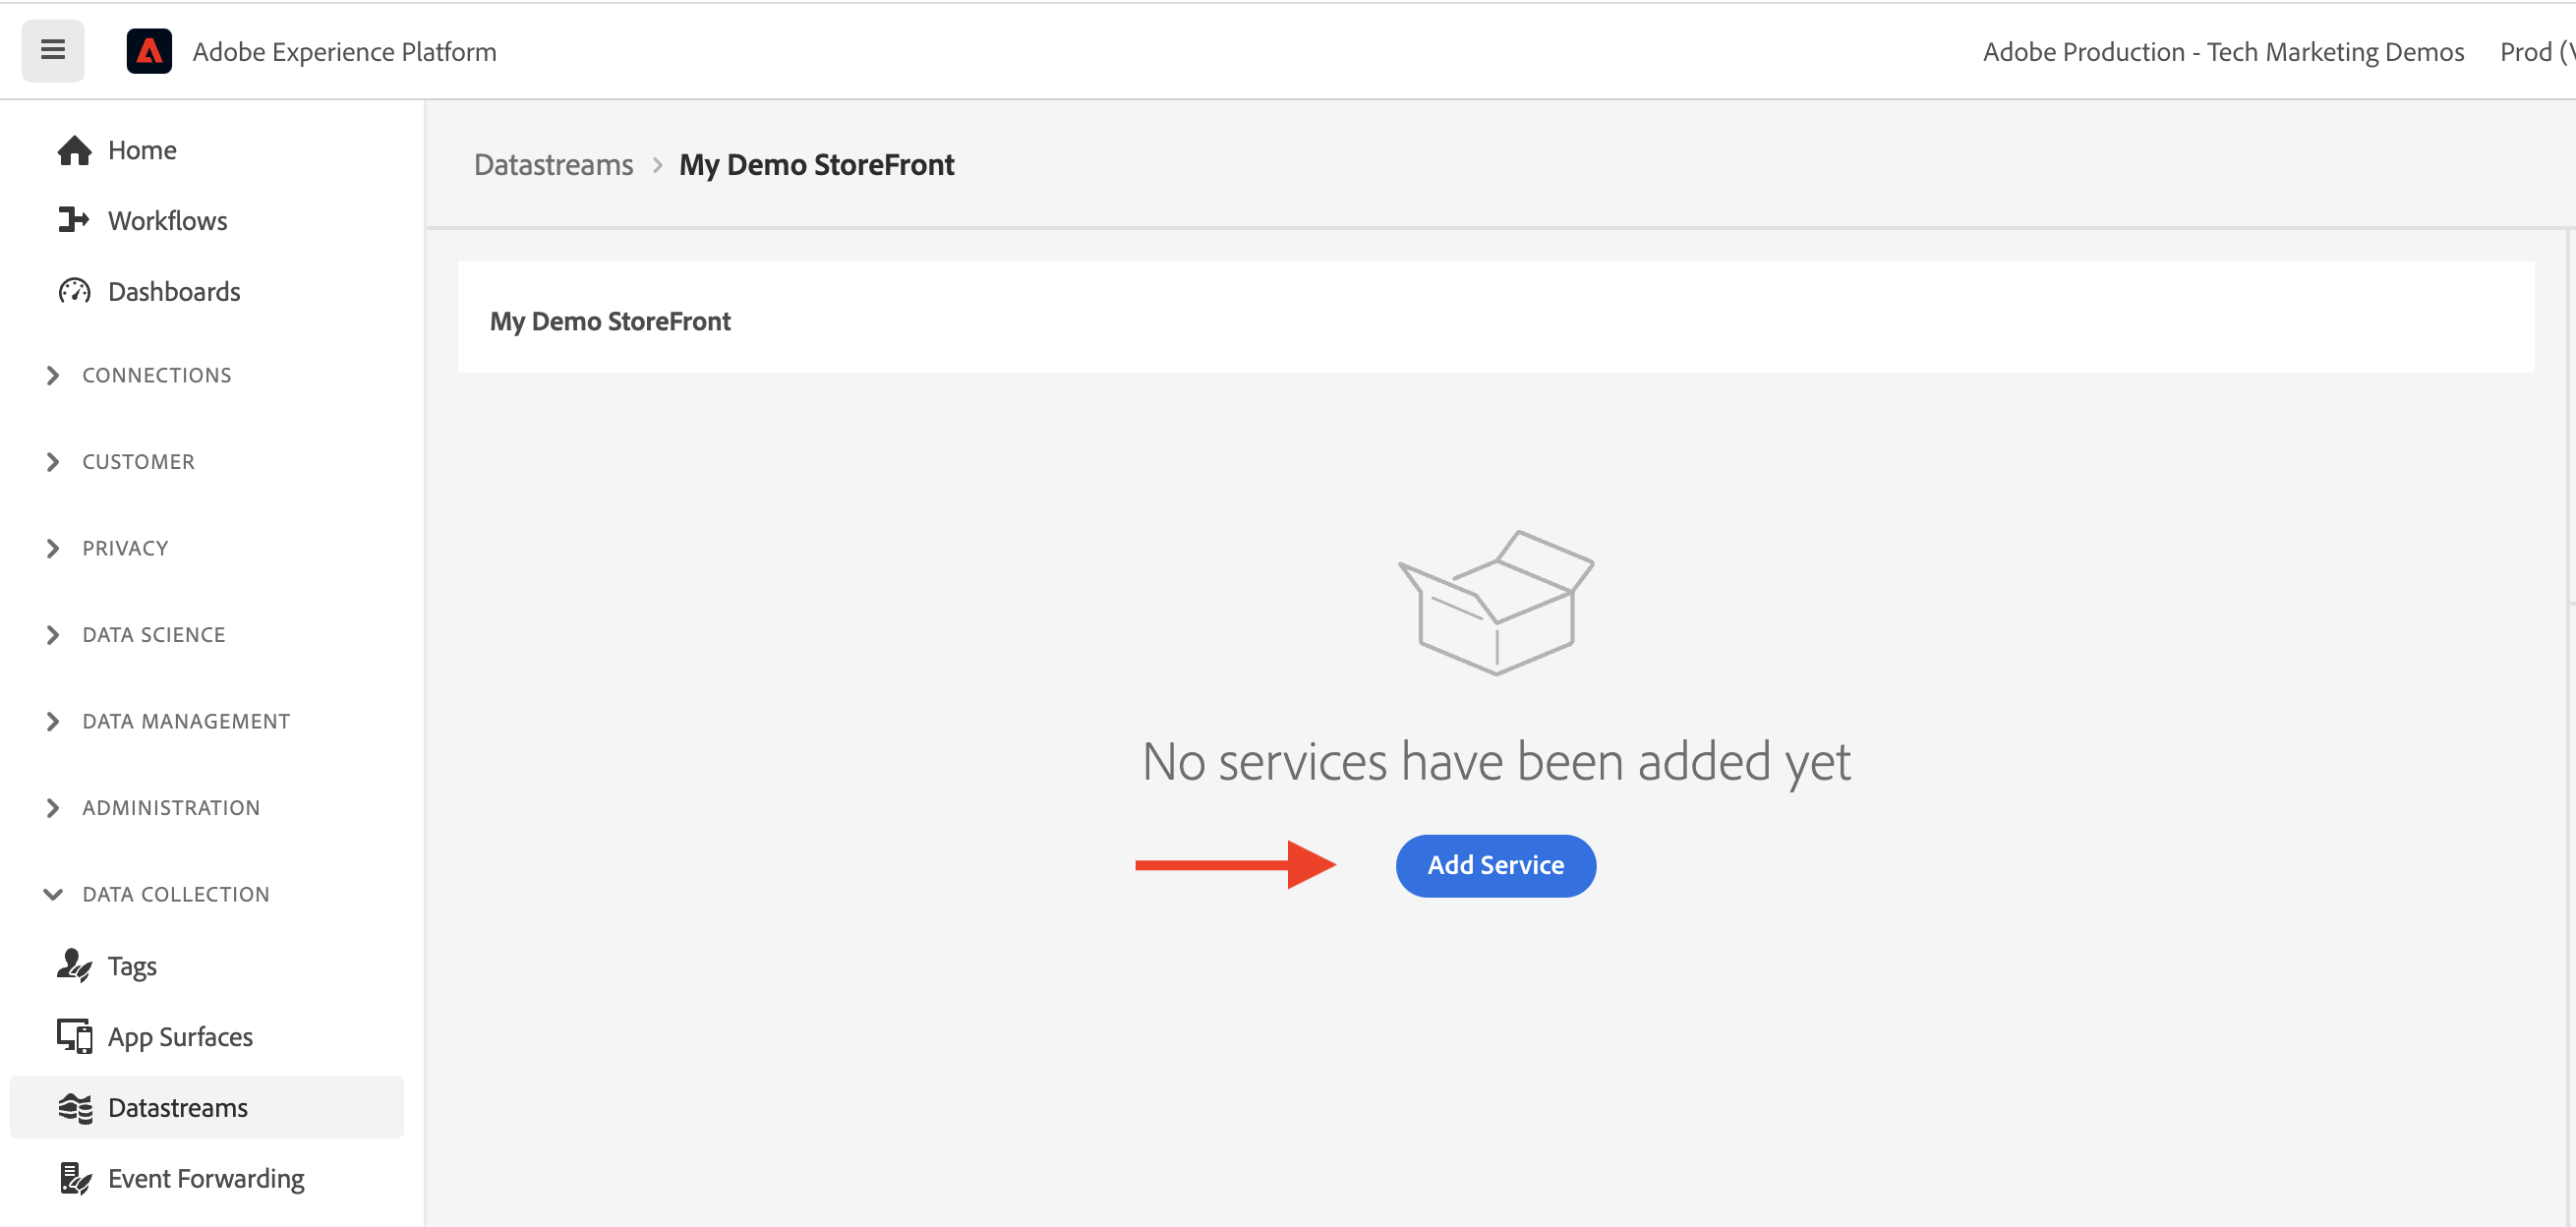 Adobe Experience Platform
Adobe Production - Tech Marketing Demos Prod (
Home
Workflows
Dashboards
CONNECTIONS
CUSTOMER
PRIVACY
DATA SCIENCE
DATA MANAGEMENT
ADMINISTRATION
DATA COLLECTION
Tags
App Surfaces
Datastreams
Event Forwarding
Datastreams > My Demo StoreFront
My Demo StoreFront
No services have been added yet
Add Service